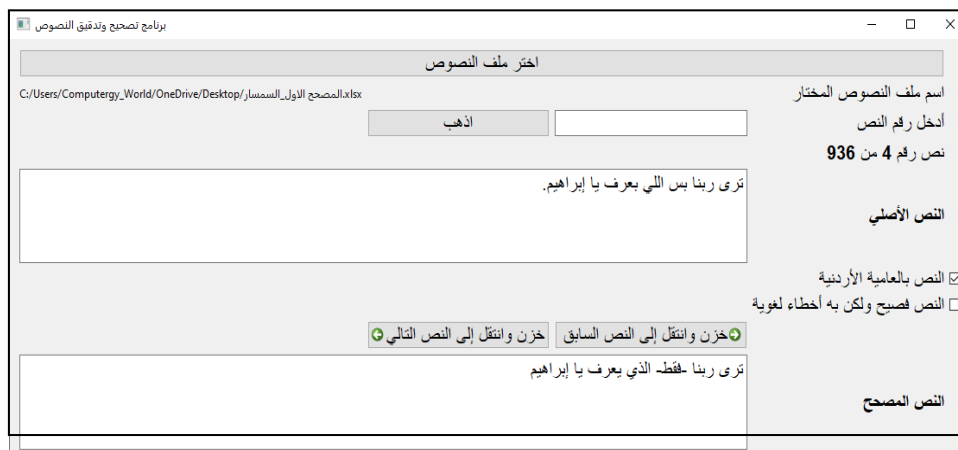 برنامج تصحيح وتدقيق النصوص
اختر ملف النصوص
اسم ملف النصوص المختار
C:/Users/Computergy_World/OneDrive/Desktop/المصحح الاول_السمسار.xlsx
أدخل رقم النص
اذهب
نص رقم 4 من 936
النص الأصلي
ترى ربنا بس اللي بعرف يا إبراهيم.
النص بالعامية الأردنية
النص فصيح ولكن به أخطاء لغوية
خزن وانتقل إلى النص السابق
خزن وانتقل إلى النص التالي
النص المصحح
ترى ربنا -فقط- الذي يعرف يا إبراهيم